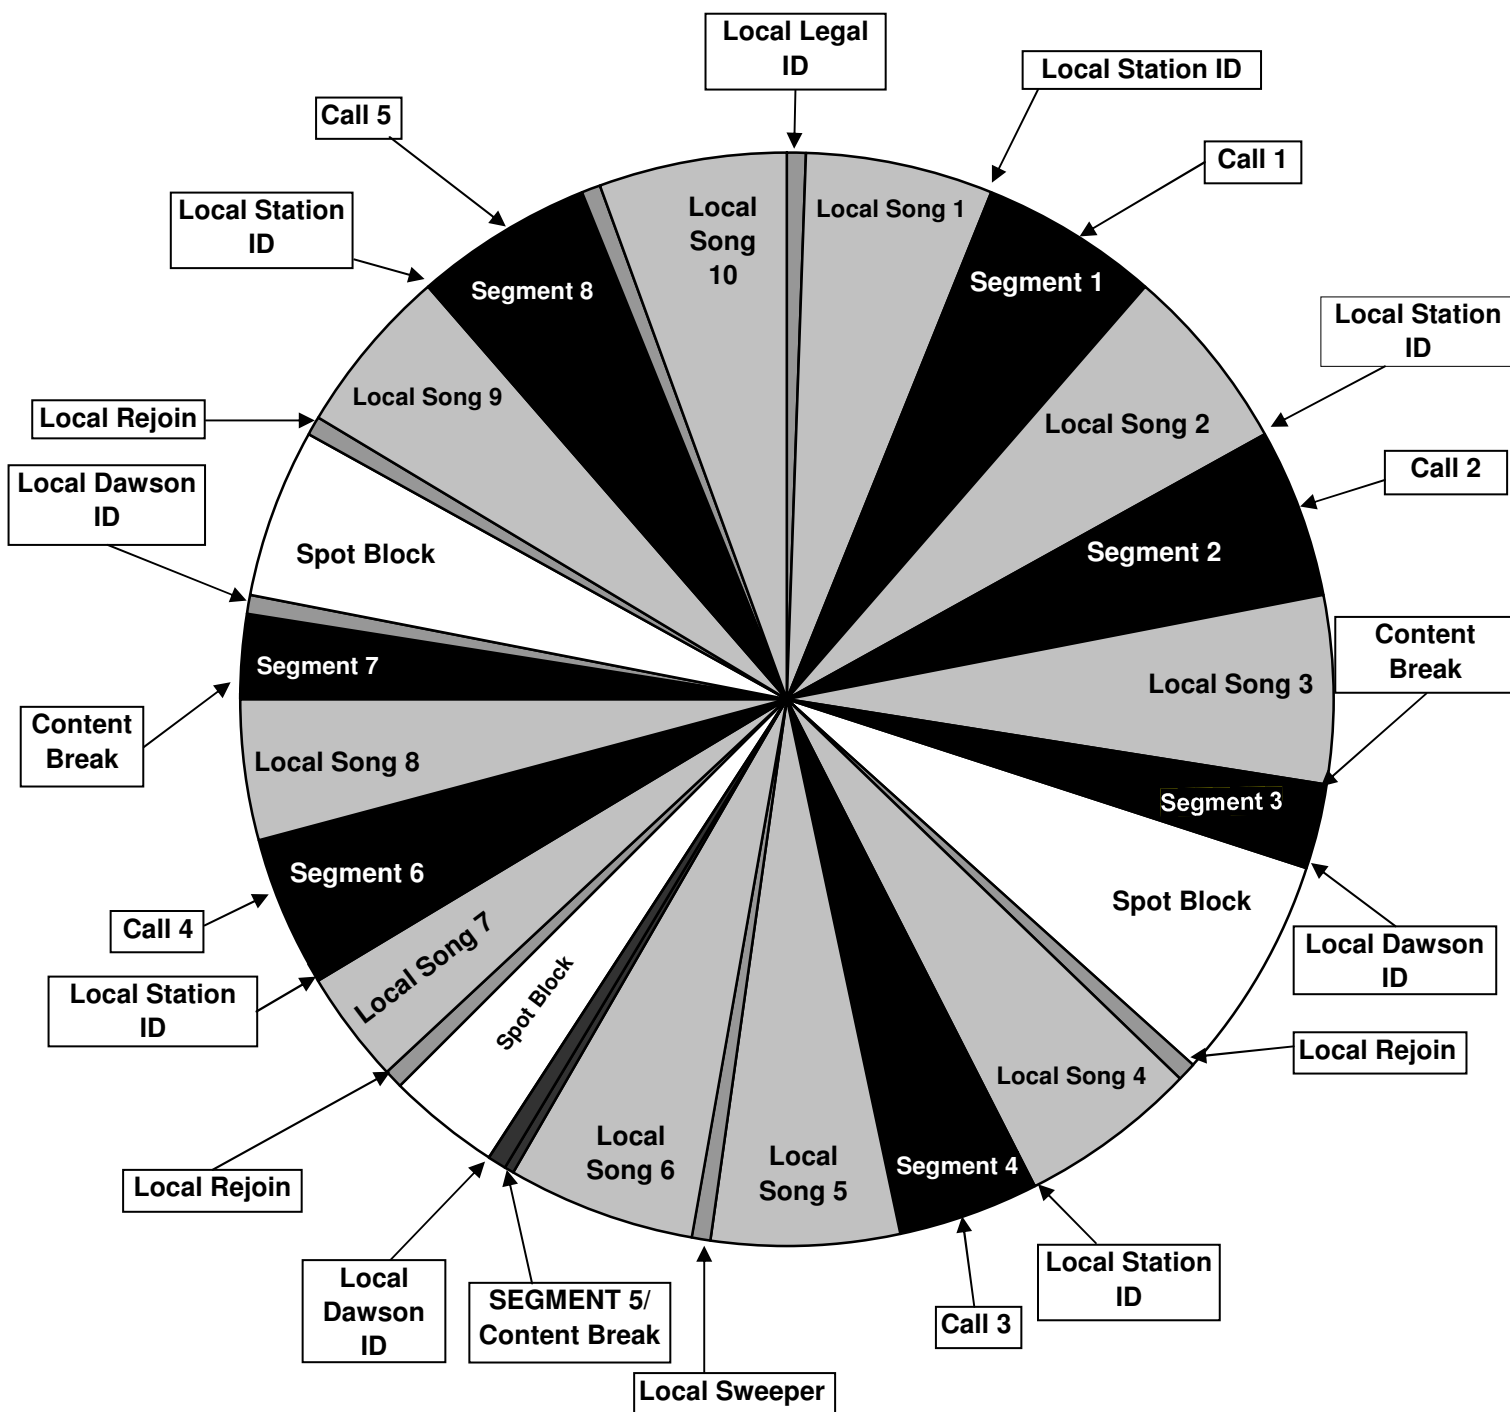 Local Legal
ID
Local Station ID
Call 1
Local Station
ID
Call 2
Content
Break
Local Dawson
ID
Local Rejoin
Local Station
ID
Call 3
Local Sweeper
SEGMENT 5/
Content Break
Local
Dawson
ID
Local Rejoin
Local Station
ID
Call 4
Content
Break
Local Dawson
ID
Local Rejoin
Local Station
ID
Call 5
Local Song 1
Segment 1
Local Song 2
Segment 2
Local Song 3
Segment 3
Spot Block
Local Song 4
Segment 4
Local
Song 5
Local
Song 6
Spot Block
Local Song 7
Segment 6
Local Song 8
Segment 7
Spot Block
Local Song 9
Segment 8
Local
Song
10